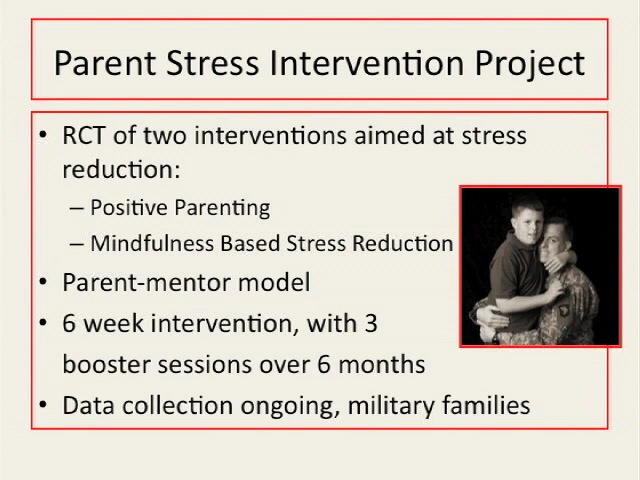 Parent Stress Intervention Project
• RCT of two interventions aimed at stress
reduction:
– Positive Parenting
– Mindfulness Based Stress Reduction
• Parent-mentor model
• 6 week intervention, with 3
booster sessions over 6 months
• Data collection ongoing, military families